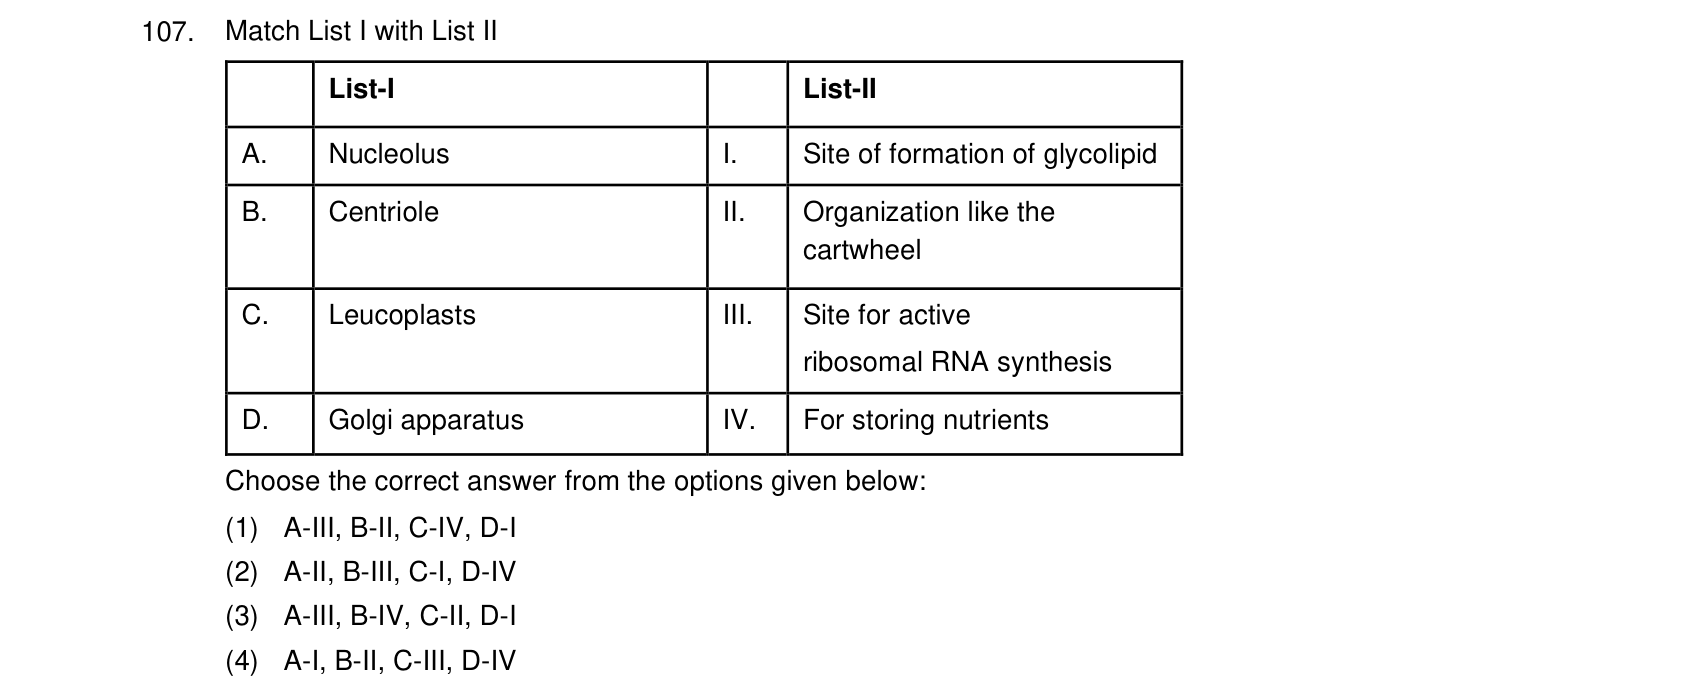 107. Match List I with List II
List-I List-II
A. Nucleolus I. Site of formation of glycolipid
B. Centriole II. Organization like the
cartwheel
C. Leucoplasts III. Site for active
ribosomal RNA synthesis
D. Golgi apparatus IV. For storing nutrients
Choose the correct answer from the options given below:
(1) A-III, B-II, C-IV, D-I
(2) A-II, B-III, C-I, D-IV
(3) A-III, B-IV, C-II, D-I
(4) A-I, B-II, C-III, D-IV